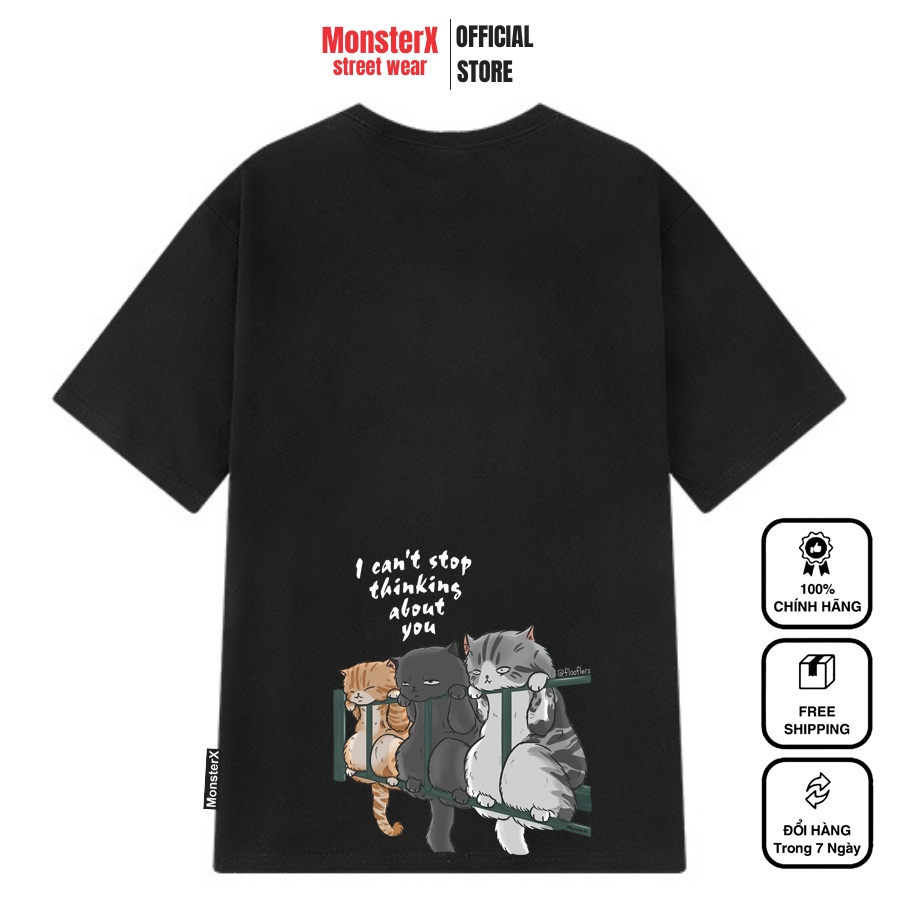 MonsterX
street wear
OFFICIAL
STORE
I can't stop
thinking
about
you
@flooflers
MonsterX
100%
CHÍNH HÃNG
FREE
SHIPPING
ĐỔI HÀNG
Trong 7 Ngày